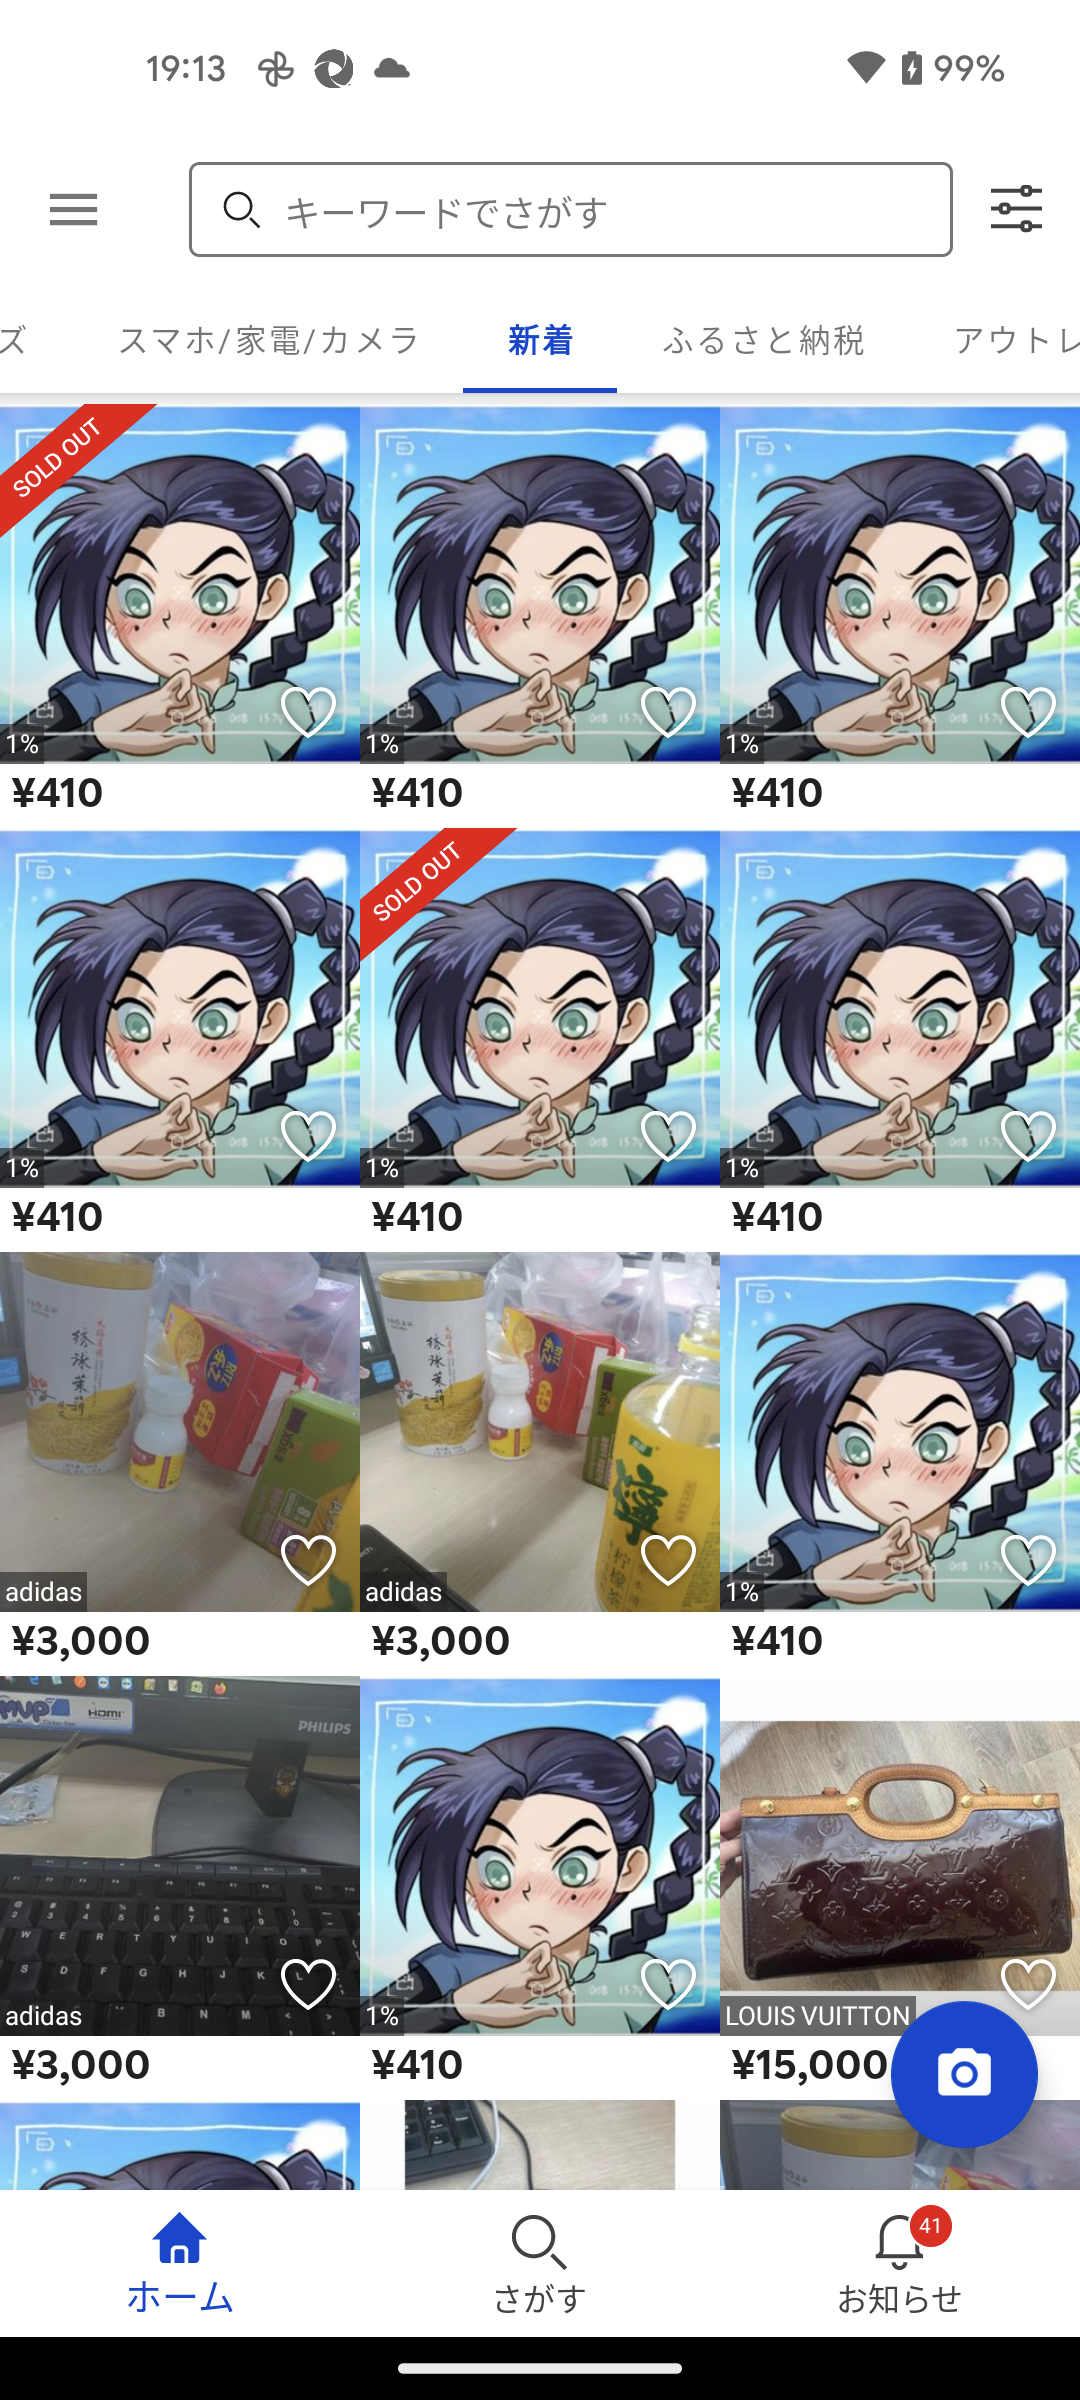 19:13
99%
キーワードでさがす
ズ
スマホ/家電/カメラ
新着
ふるさと納税
アウトレ
SOLD OUT
1%
1%
1%
¥410
¥410
¥410
SOLD OUT
1%
1%
1%
¥410
¥410
¥410
adidas
adidas
1%
¥3,000
¥3,000
¥410
HDMI
PHILIPS
adidas
1%
LOUIS VUITTON
¥3,000
¥410
¥15,000
41
ホーム
さがす
お知らせ